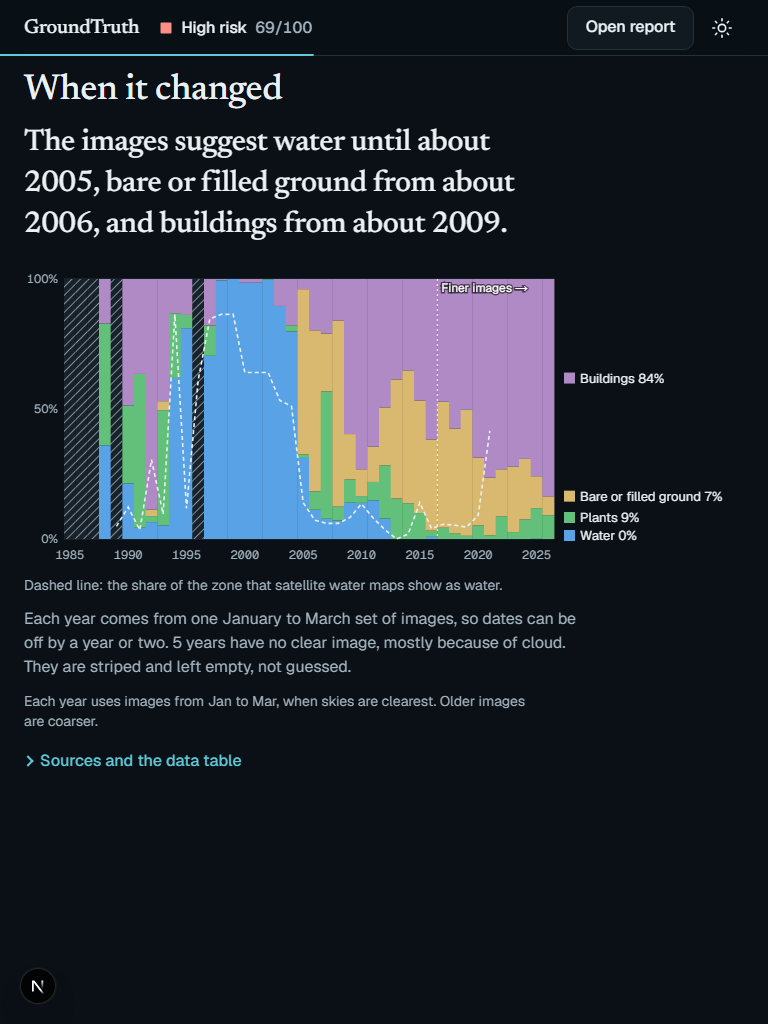 GroundTruth
High risk 69/100
Open report
When it changed
The images suggest water until about
2005, bare or filled ground from about
2006, and buildings from about 2009.
100%
50%
0%
Finer images →
Buildings 84%
Bare or filled ground 7%
Plants 9%
Water 0%
1985 1990 1995 2000 2005 2010 2015 2020 2025
Dashed line: the share of the zone that satellite water maps show as water.
Each year comes from one January to March set of images, so dates can be
off by a year or two. 5 years have no clear image, mostly because of cloud.
They are striped and left empty, not guessed.
Each year uses images from Jan to Mar, when skies are clearest. Older images
are coarser.
Sources and the data table
N